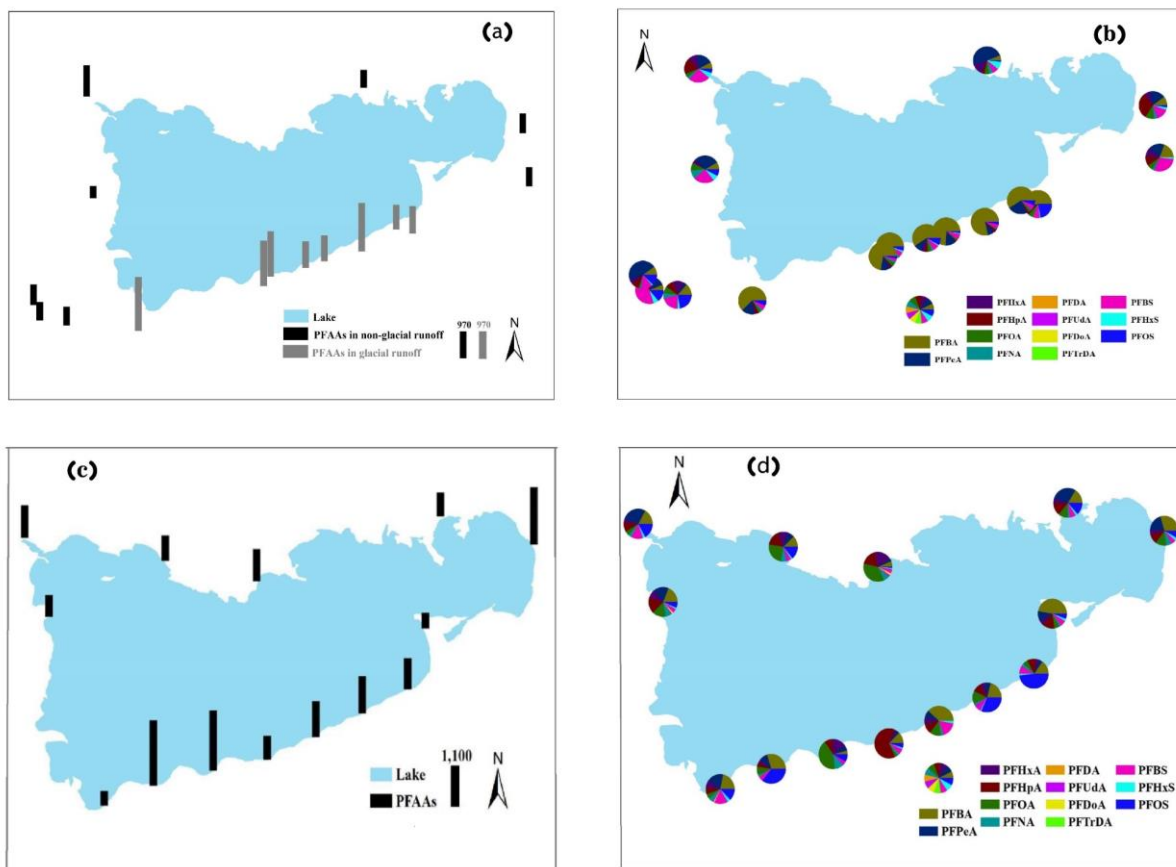 (a)
N
Lake
PFAAs in non-glacial runoff
PFAAs in glacial runoff
970 970
(b)
N
PFBA
PFPeA
PFHxA
PFHpA
PFOA
PFNA
PFDA
PFUdA
PFDoA
PFTrDA
PFBS
PFHxS
PFOS
(c)
Lake
PFAAs
1,100
N
(d)
N
PFBA
PFPeA
PFHxA
PFHpA
PFOA
PFNA
PFDA
PFUdA
PFDoA
PFTrDA
PFBS
PFHxS
PFOS